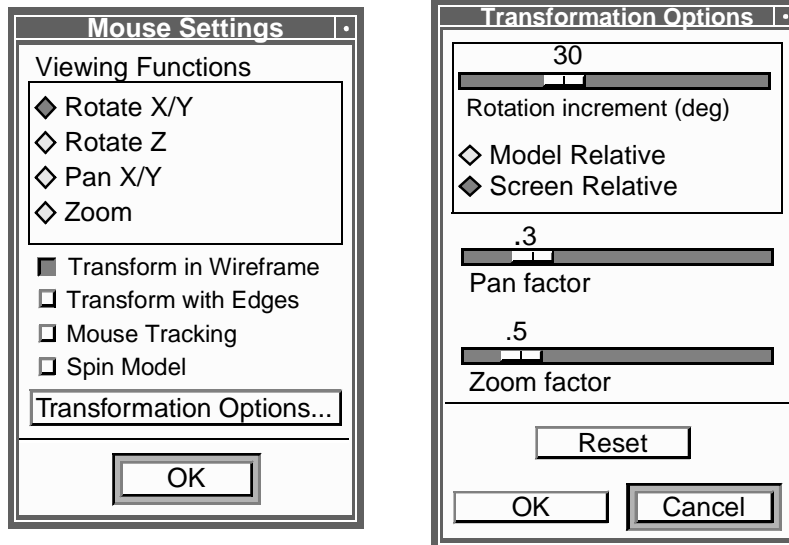 Mouse Settings
Viewing Functions
Rotate X/Y
Rotate Z
Pan X/Y
Zoom
Transform in Wireframe
Transform with Edges
Mouse Tracking
Spin Model
Transformation Options...
OK
Transformation Options
30
Rotation increment (deg)
Model Relative
Screen Relative
.3
Pan factor
.5
Zoom factor
Reset
OK
Cancel